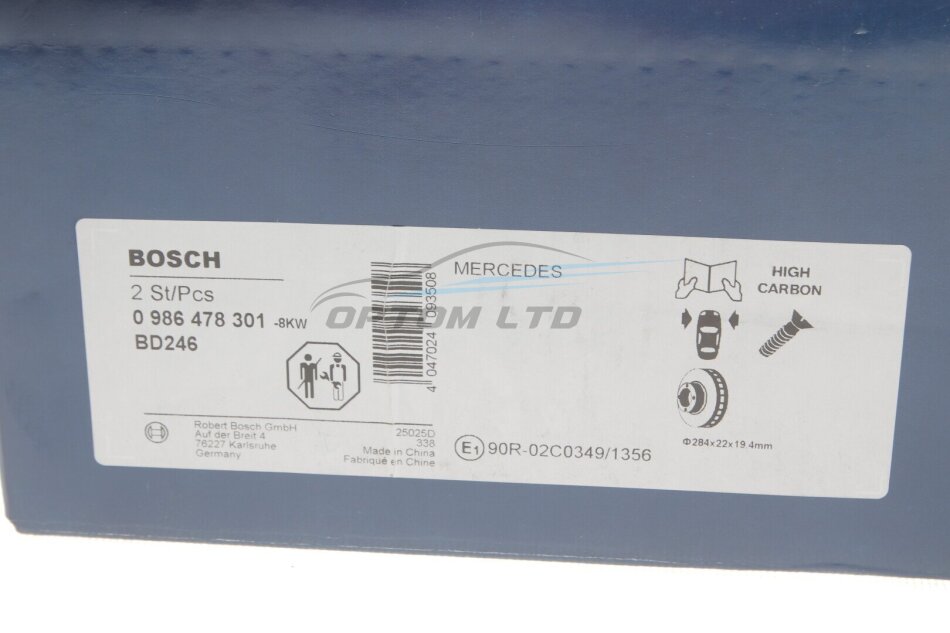 BOSCH
2 St/Pcs
0 986 478 301 -8KW
BD246
Robert Bosch GmbH
Auf der Breit 4
76227 Karlsruhe
Germany
25025D
338
Made in China
Fabriqué en Chine
4 047024 093508
MERCEDES
OPTOM LTD
E1 90R-02C0349/1356
HIGH
CARBON
Φ284x22x19.4mm